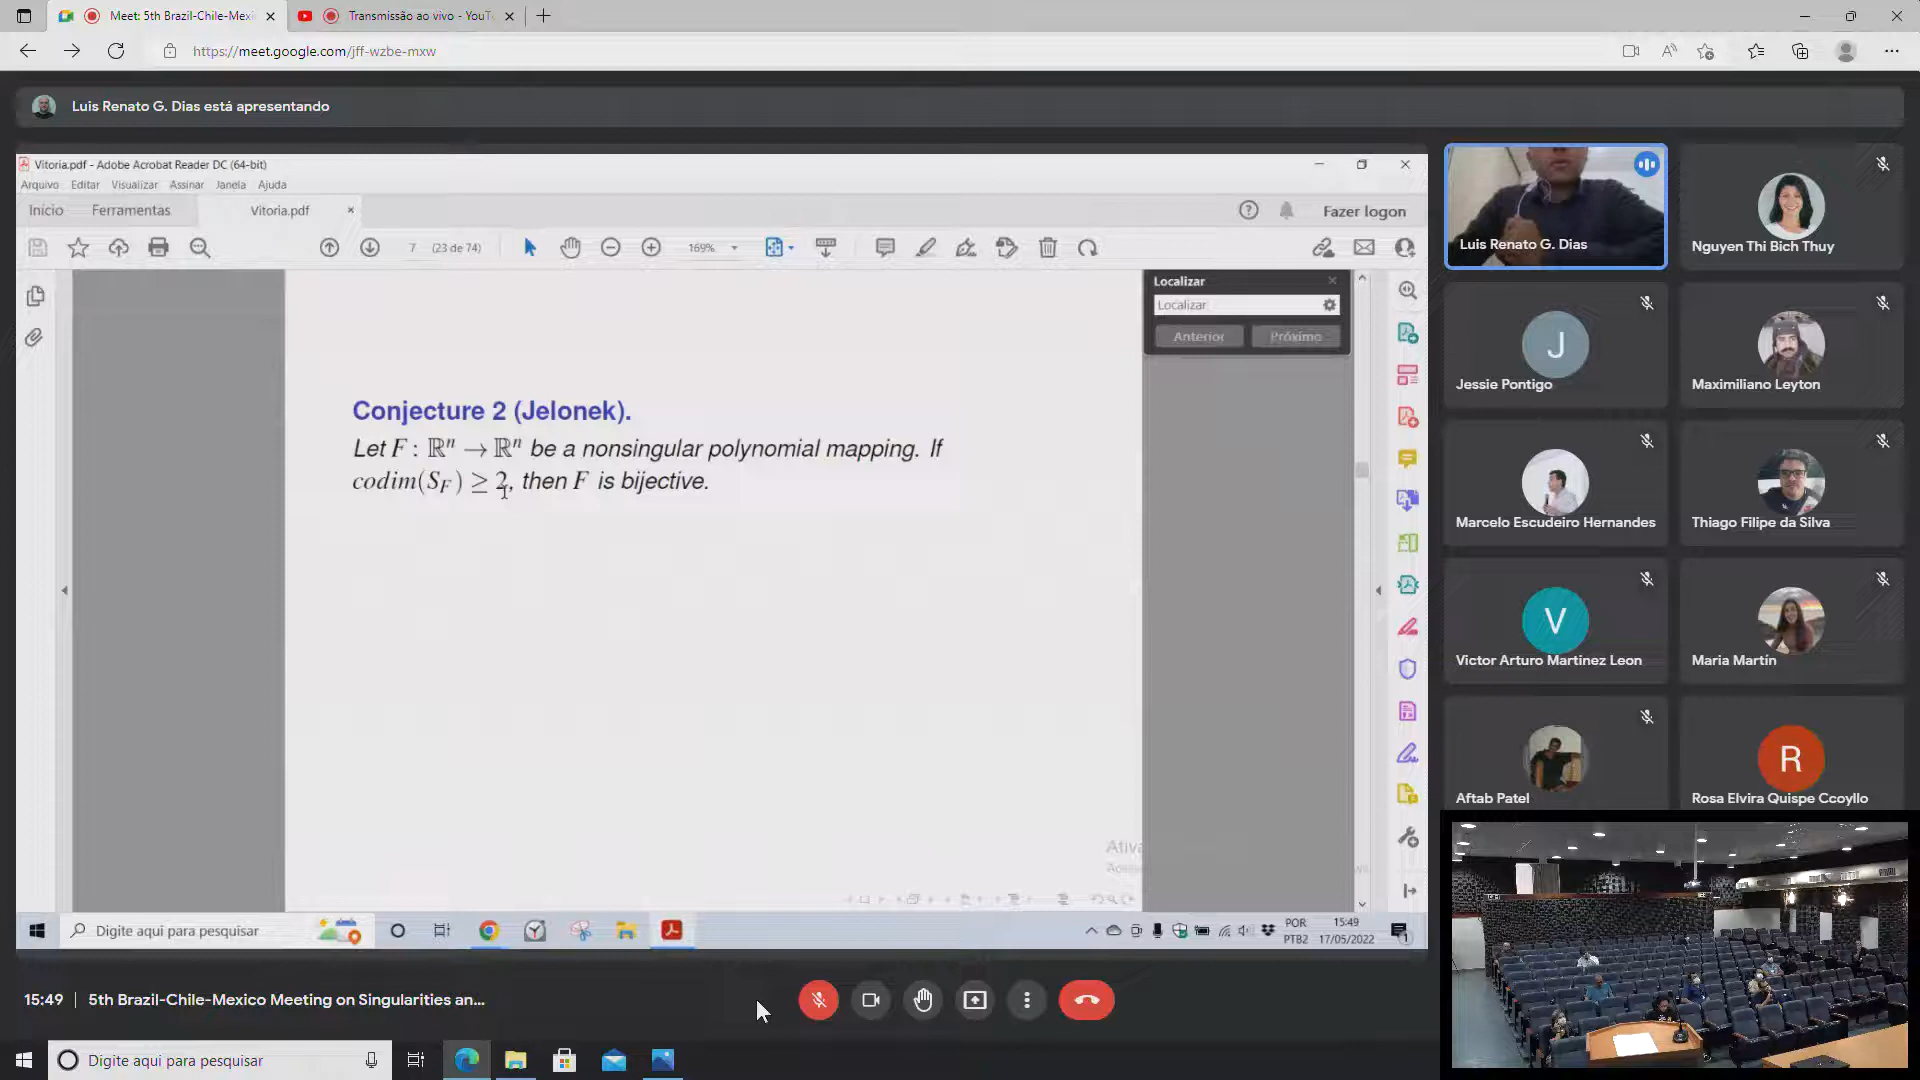 Meet: 5th Brazil-Chile-Mexi
Transmissão ao vivo - YouT
https://meet.google.com/jff-wzbe-mxw
Luis Renato G. Dias está apresentando
Vitoria.pdf - Adobe Acrobat Reader DC (64-bit)
Arquivo Editar Visualizar Assinar Janela Ajuda
Início Ferramentas Vitoria.pdf Fazer logon
7 (23 de 74) 169%
Localizar
Localizar
Anterior Próximo
Conjecture 2 (Jelonek).
Let F : ℝⁿ → ℝⁿ be a nonsingular polynomial mapping. If
codim(S_F) ≥ 2, then F is bijective.
Ativa
POR 15:49
PTB2 17/05/2022
1
Digite aqui para pesquisar
Luis Renato G. Dias
Nguyen Thi Bich Thuy
J
Jessie Pontigo
Maximiliano Leyton
Marcelo Escudeiro Hernandes
Thiago Filipe da Silva
V
Victor Arturo Martinez Leon
Maria Martín
Aftab Patel
R
Rosa Elvira Quispe Ccoyllo
15:49 | 5th Brazil-Chile-Mexico Meeting on Singularities an...
Digite aqui para pesquisar